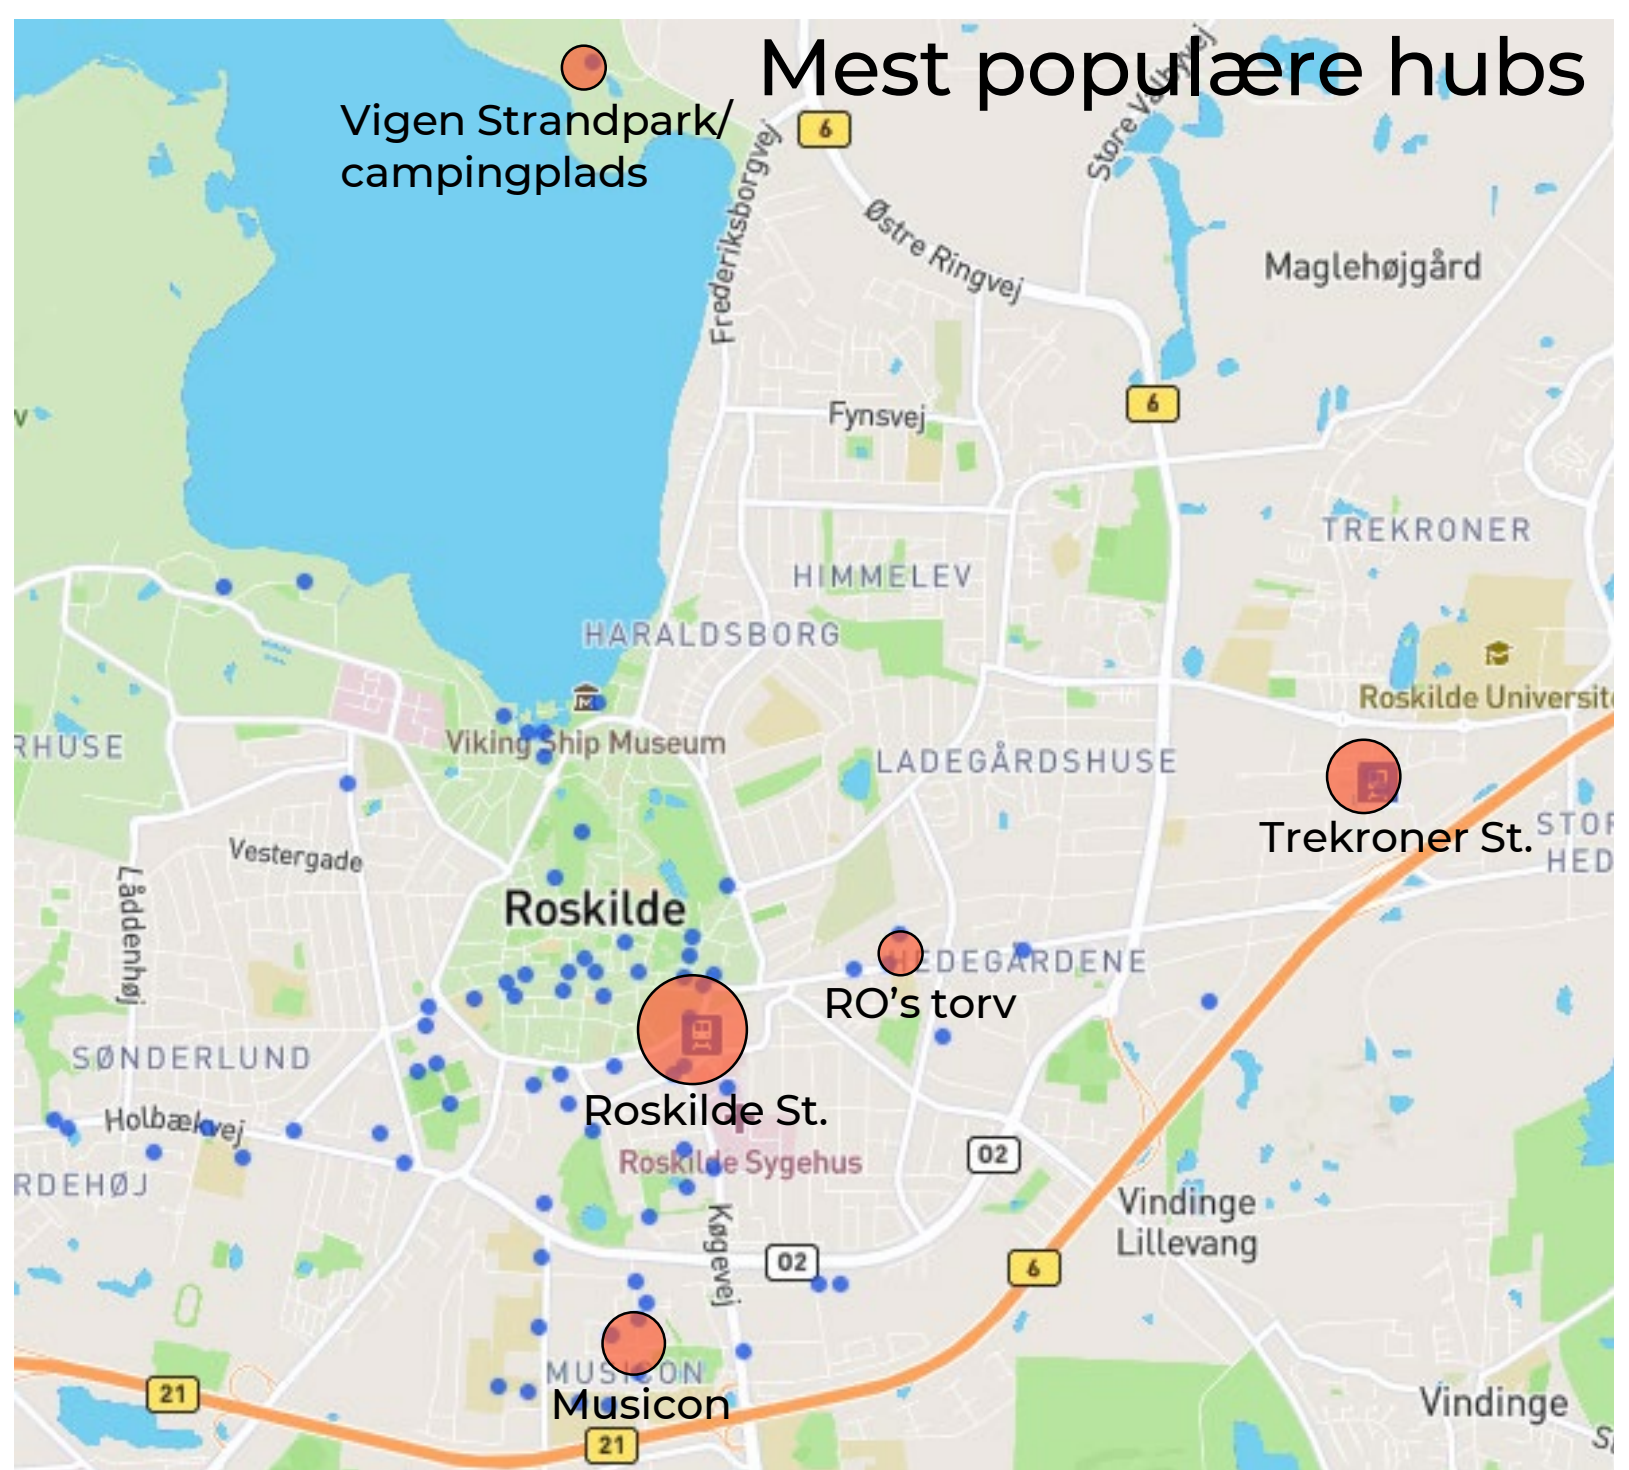 Mest populære hubs
Vigen Strandpark/
campingplads
6
Store Valbyvej
Frederiksborgvej
Østre Ringvej
Maglehøjgård
6
Fynsvej
v
TREKRONER
HIMMELEV
HARALDSBORG
Roskilde Universite
M
Viking Ship Museum
RHUSE
LADEGÅRDSHUSE
Trekroner St.
STOR
HED
Vestergade
Låddenhøj
Roskilde
HEDEGÅRDENE
RO's torv
SØNDERLUND
Roskilde St.
Holbækvej
Roskilde Sygehus
02
RDEHØJ
Vindinge
Lillevang
Køgevej
02
6
MUSICON
Musicon
21
21
Vindinge